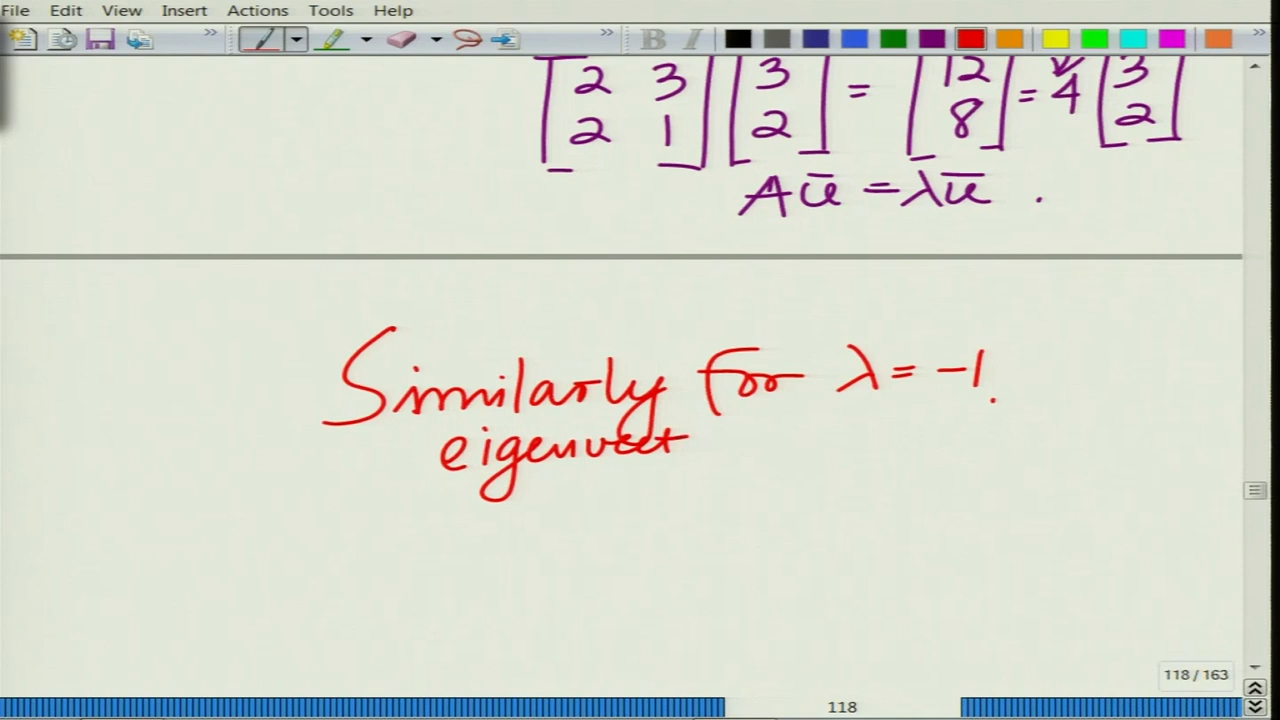 File Edit View Insert Actions Tools Help
B I
[2 3] [3] = [12] = 4 [3]
[2 1] [2] [8] [2]
Aū = λū .
Similarly for λ = -1.
eigenvect
118 / 163
118